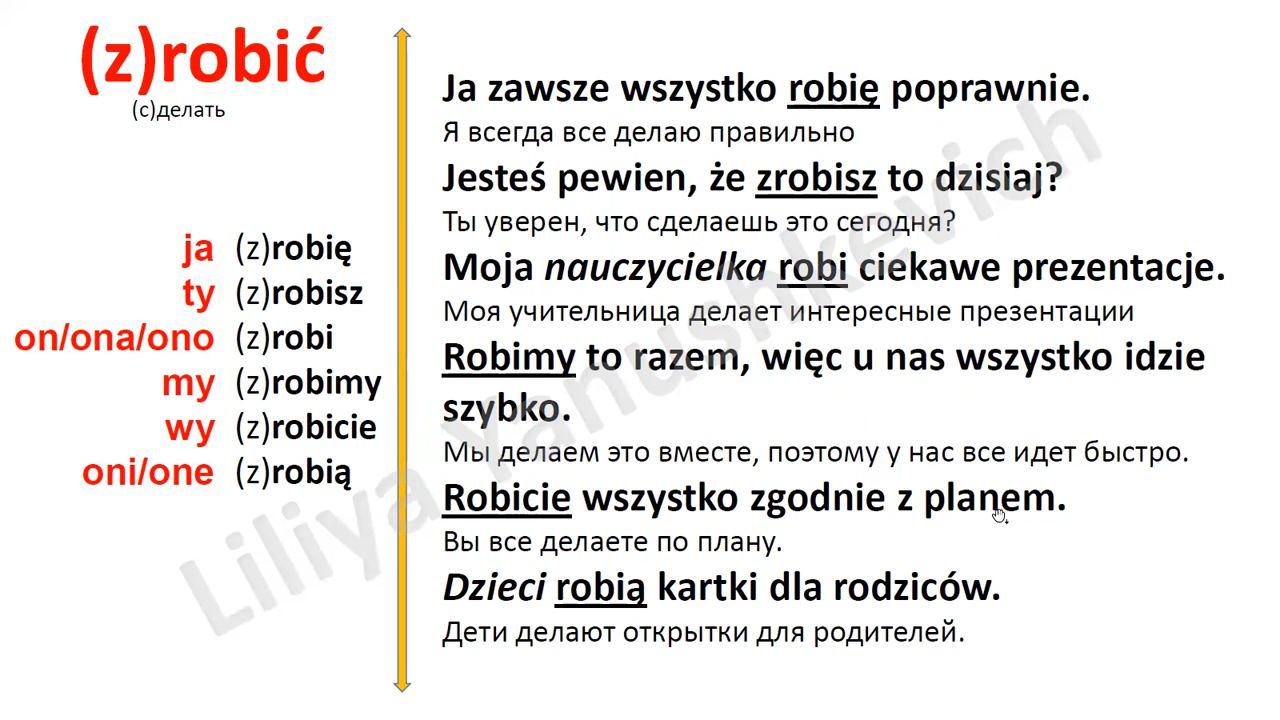 (z)robić
(с)делать
ja (z)robię
ty (z)robisz
on/ona/ono (z)robi
my (z)robimy
wy (z)robicie
oni/one (z)robią
Ja zawsze wszystko robię poprawnie.
Я всегда все делаю правильно
Jesteś pewien, że zrobisz to dzisiaj?
Ты уверен, что сделаешь это сегодня?
Moja nauczycielka robi ciekawe prezentacje.
Моя учительница делает интересные презентации
Robimy to razem, więc u nas wszystko idzie
szybko.
Мы делаем это вместе, поэтому у нас все идет быстро.
Robicie wszystko zgodnie z planem.
Вы все делаете по плану.
Dzieci robią kartki dla rodziców.
Дети делают открытки для родителей.
Liliya Yanushkevich